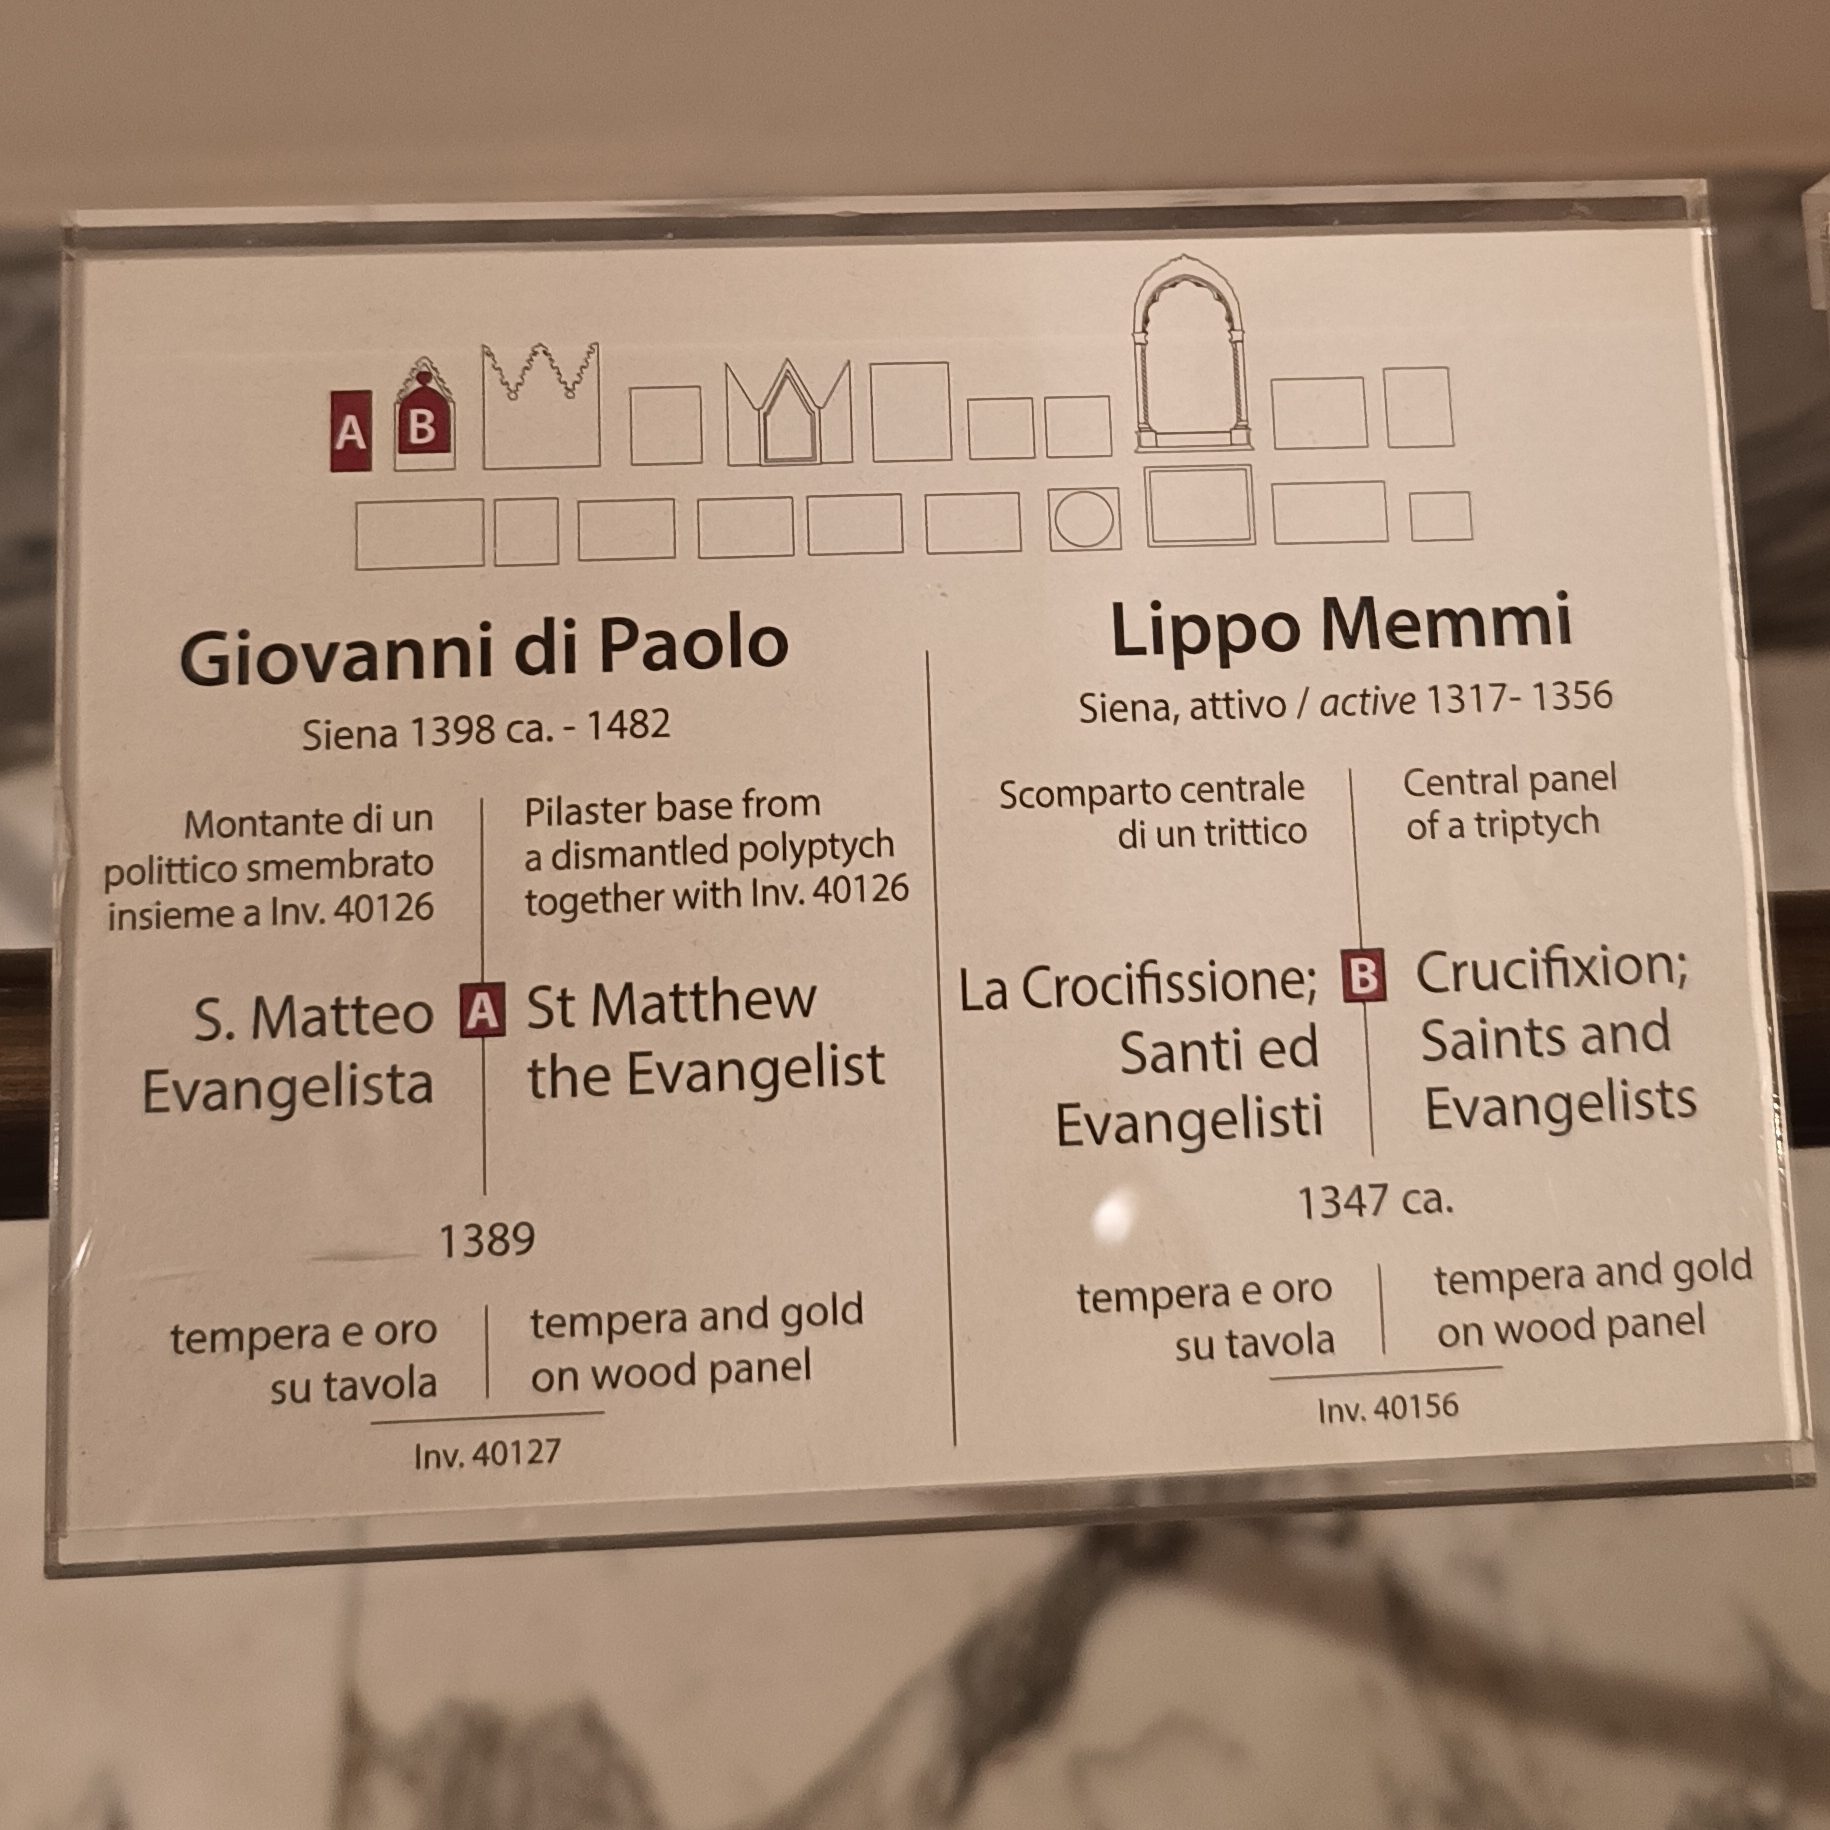 A
B
Giovanni di Paolo
Siena 1398 ca. - 1482
Montante di un
polittico smembrato
insieme a Inv. 40126
Pilaster base from
a dismantled polyptych
together with Inv. 40126
S. Matteo
Evangelista
A
St Matthew
the Evangelist
1389
tempera e oro
su tavola
tempera and gold
on wood panel
Inv. 40127
Lippo Memmi
Siena, attivo / active 1317- 1356
Scomparto centrale
di un trittico
Central panel
of a triptych
La Crocifissione;
Santi ed
Evangelisti
B
Crucifixion;
Saints and
Evangelists
1347 ca.
tempera e oro
su tavola
tempera and gold
on wood panel
Inv. 40156